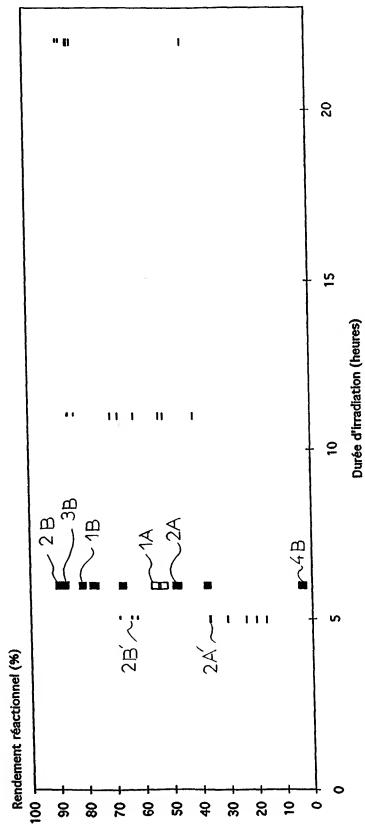 Rendement réactionnel (%)
100
90
80
70
60
50
40
30
20
10
0
2B
3B
1B
1A
2A
4B
2B′
2A′
0
5
10
15
20
Durée d'irradiation (heures)